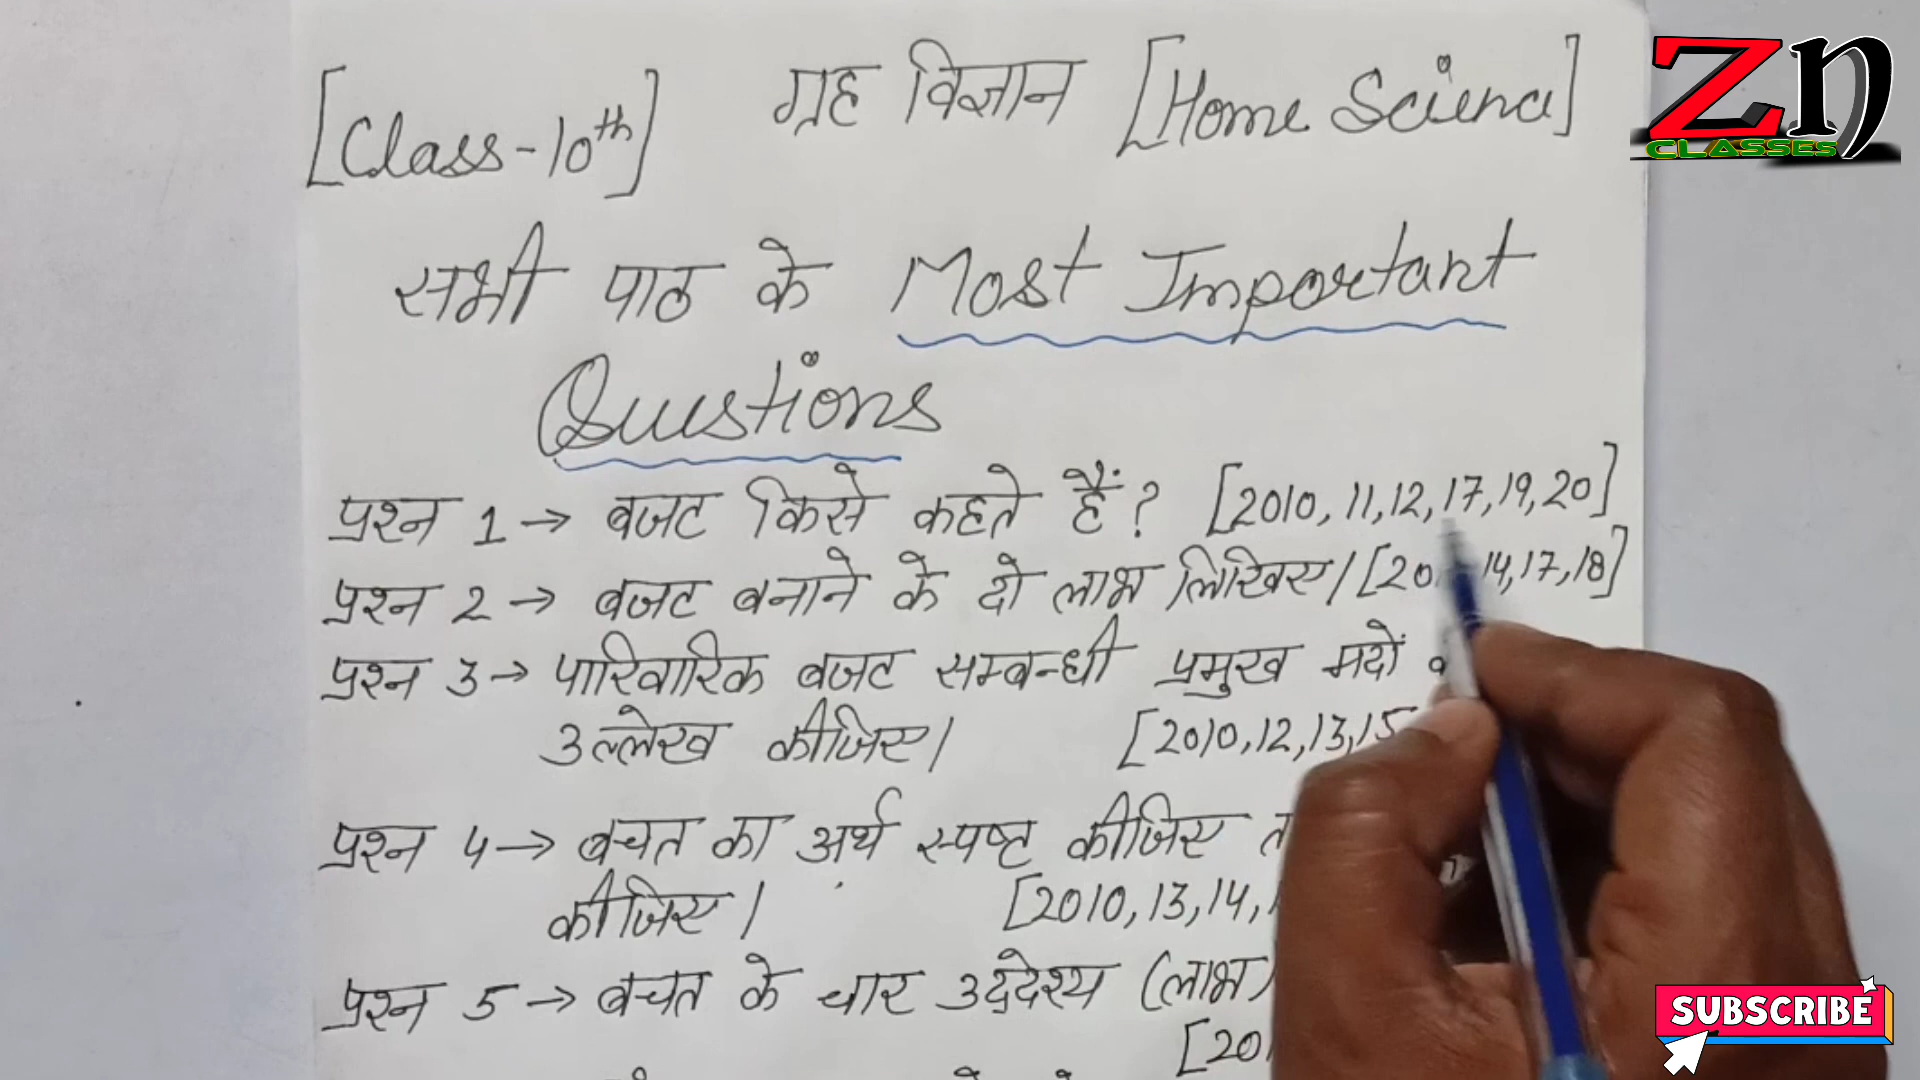 [Class-10th] ग्रह विज्ञान [Home Science]
सभी पाठ के Most Important
Questions
प्रश्न 1→ बजट किसे कहते हैं? [2010, 11, 12, 17, 19, 20]
प्रश्न 2→ बजट बनाने के दो लाभ लिखिए। [20 14, 17, 18]
प्रश्न 3→ पारिवारिक बजट सम्बन्धी प्रमुख मदों
उल्लेख कीजिए। [2010, 12, 13, 15
प्रश्न 4→ बचत का अर्थ स्पष्ट कीजिए
कीजिए। [2010, 13, 14,
प्रश्न 5→ बचत के चार उद्देश्य (लाभ)
[20
Zn
CLASSES
SUBSCRIBE